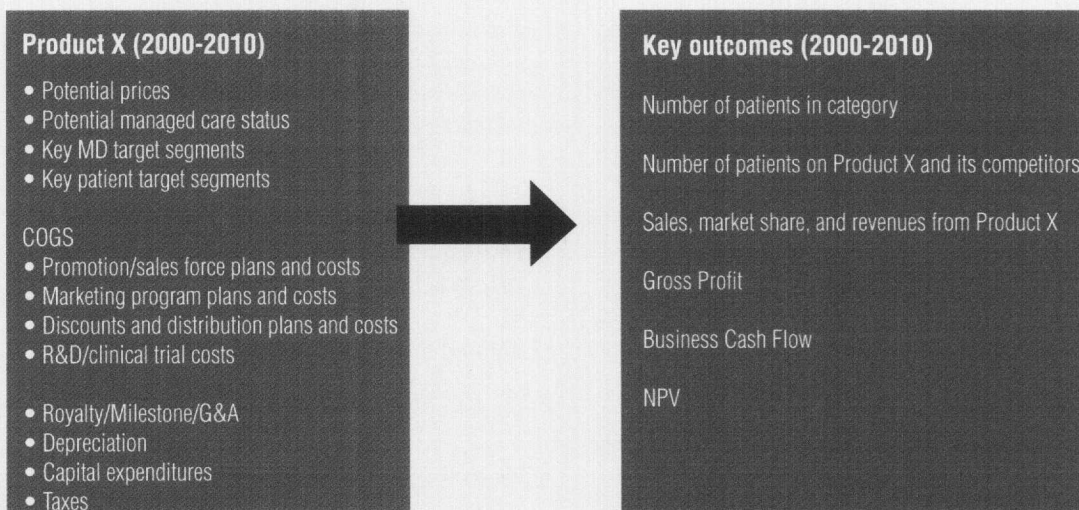 Product X (2000-2010)
• Potential prices
• Potential managed care status
• Key MD target segments
• Key patient target segments
COGS
• Promotion/sales force plans and costs
• Marketing program plans and costs
• Discounts and distribution plans and costs
• R&D/clinical trial costs
• Royalty/Milestone/G&A
• Depreciation
• Capital expenditures
• Taxes
Key outcomes (2000-2010)
Number of patients in category
Number of patients on Product X and its competitors
Sales, market share, and revenues from Product X
Gross Profit
Business Cash Flow
NPV